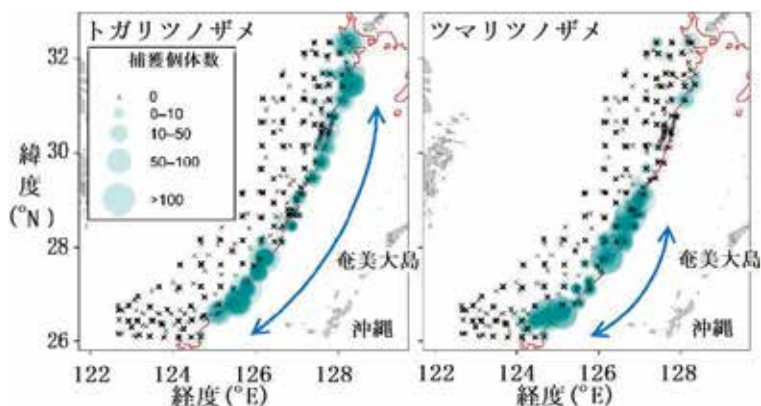 トガリツノザメ
捕獲個体数
0
0–10
10–50
50–100
>100
緯度(°N)
32
30
28
26
122
124
126
128
経度(°E)
奄美大島
沖縄
ツマリツノザメ
122
124
126
128
経度(°E)
奄美大島
沖縄